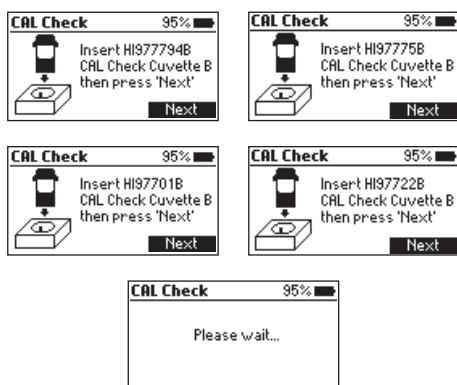 CAL Check 95%
Insert HI977794B
CAL Check Cuvette B
then press 'Next'
Next
CAL Check 95%
Insert HI97775B
CAL Check Cuvette B
then press 'Next'
Next
CAL Check 95%
Insert HI97701B
CAL Check Cuvette B
then press 'Next'
Next
CAL Check 95%
Insert HI97722B
CAL Check Cuvette B
then press 'Next'
Next
CAL Check 95%
Please wait...